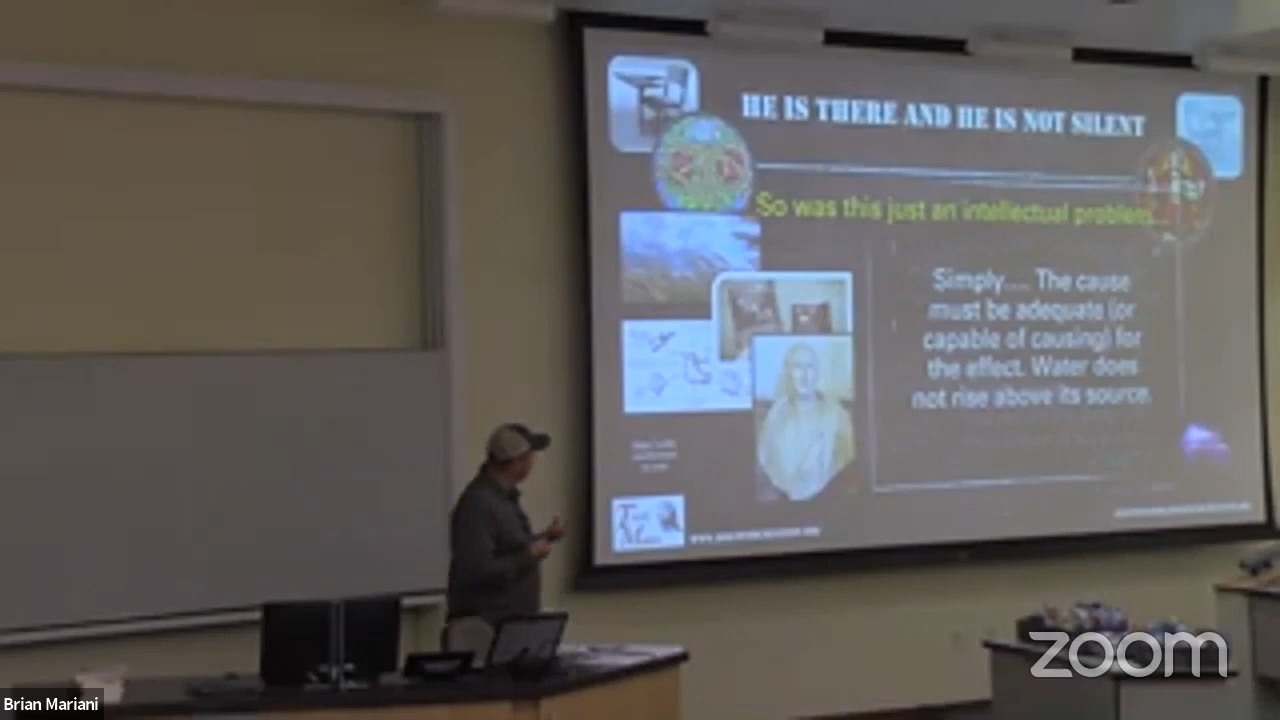 HE IS THERE AND HE IS NOT SILENT
So was this just an intellectual problem
Simply.... The cause
must be adequate (or
capable of causing) for
the effect. Water does
not rise above its source.
zoom
Brian Mariani